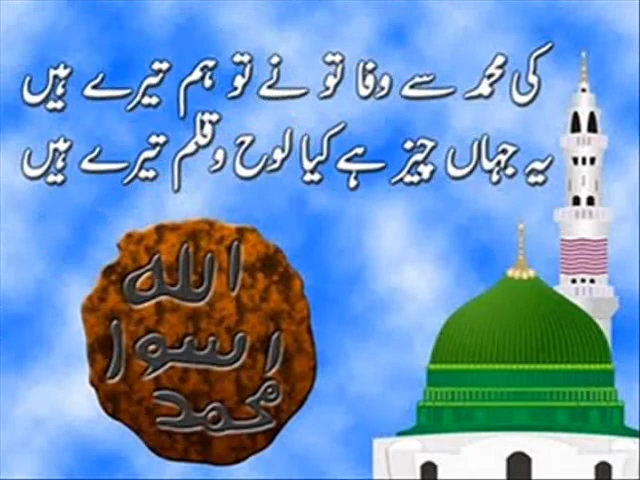 کی محمد سے وفا تو نے تو ہم تیرے ہیں
یہ جہاں چیز ہے کیا لوح و قلم تیرے ہیں
الله
رسول
محمد